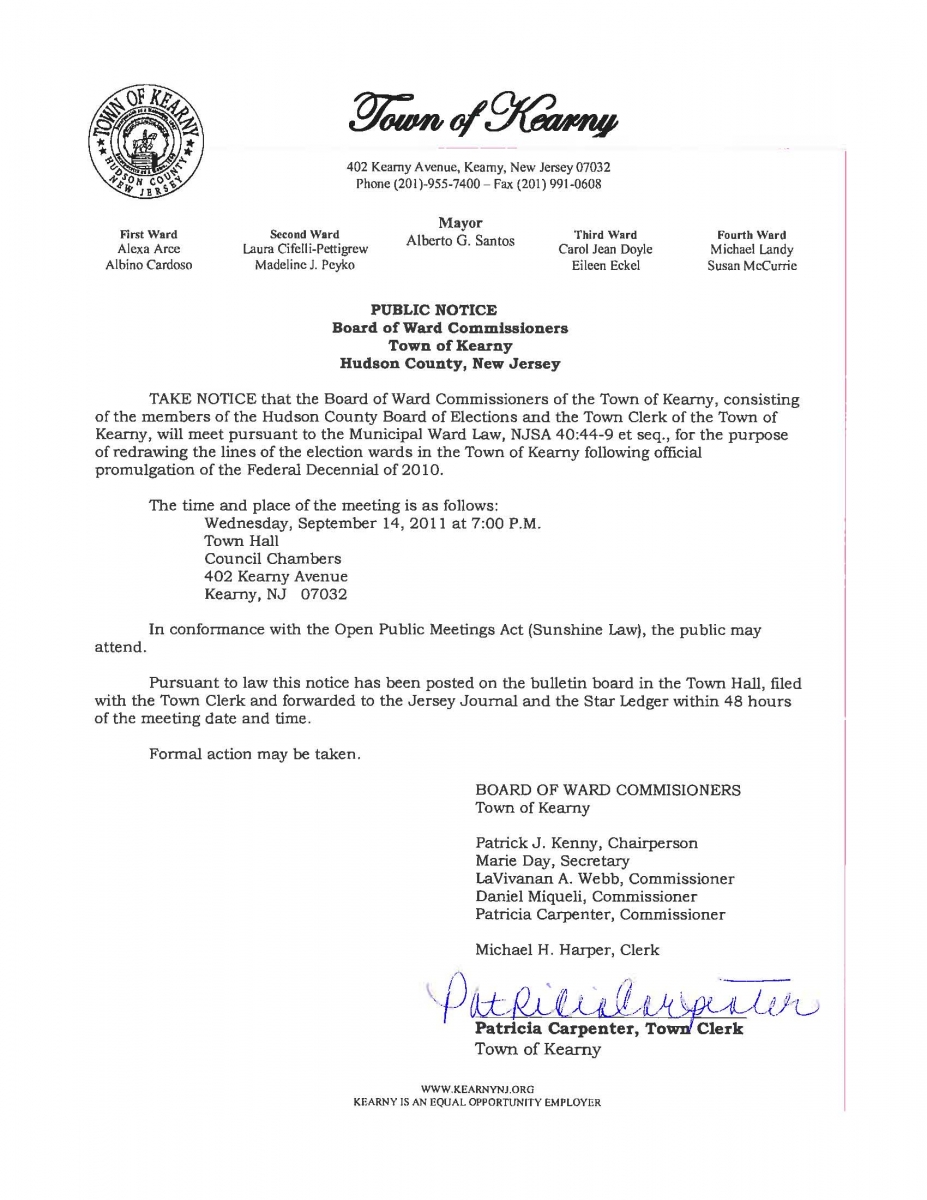 TOWN OF KEARNY
HUDSON COUNTY
NEW JERSEY
Town of Kearny
402 Kearny Avenue, Kearny, New Jersey 07032
Phone (201)-955-7400 – Fax (201) 991-0608
Mayor
Alberto G. Santos
First Ward
Alexa Arce
Albino Cardoso
Second Ward
Laura Cifelli-Pettigrew
Madeline J. Peyko
Third Ward
Carol Jean Doyle
Eileen Eckel
Fourth Ward
Michael Landy
Susan McCurrie
PUBLIC NOTICE
Board of Ward Commissioners
Town of Kearny
Hudson County, New Jersey
TAKE NOTICE that the Board of Ward Commissioners of the Town of Kearny, consisting
of the members of the Hudson County Board of Elections and the Town Clerk of the Town of
Kearny, will meet pursuant to the Municipal Ward Law, NJSA 40:44-9 et seq., for the purpose
of redrawing the lines of the election wards in the Town of Kearny following official
promulgation of the Federal Decennial of 2010.
The time and place of the meeting is as follows:
Wednesday, September 14, 2011 at 7:00 P.M.
Town Hall
Council Chambers
402 Kearny Avenue
Kearny, NJ 07032
In conformance with the Open Public Meetings Act (Sunshine Law), the public may
attend.
Pursuant to law this notice has been posted on the bulletin board in the Town Hall, filed
with the Town Clerk and forwarded to the Jersey Journal and the Star Ledger within 48 hours
of the meeting date and time.
Formal action may be taken.
BOARD OF WARD COMMISIONERS
Town of Kearny
Patrick J. Kenny, Chairperson
Marie Day, Secretary
LaVivanan A. Webb, Commissioner
Daniel Miqueli, Commissioner
Patricia Carpenter, Commissioner
Michael H. Harper, Clerk
Patricia Carpenter
Patricia Carpenter, Town Clerk
Town of Kearny
WWW.KEARNYNJ.ORG
KEARNY IS AN EQUAL OPPORTUNITY EMPLOYER